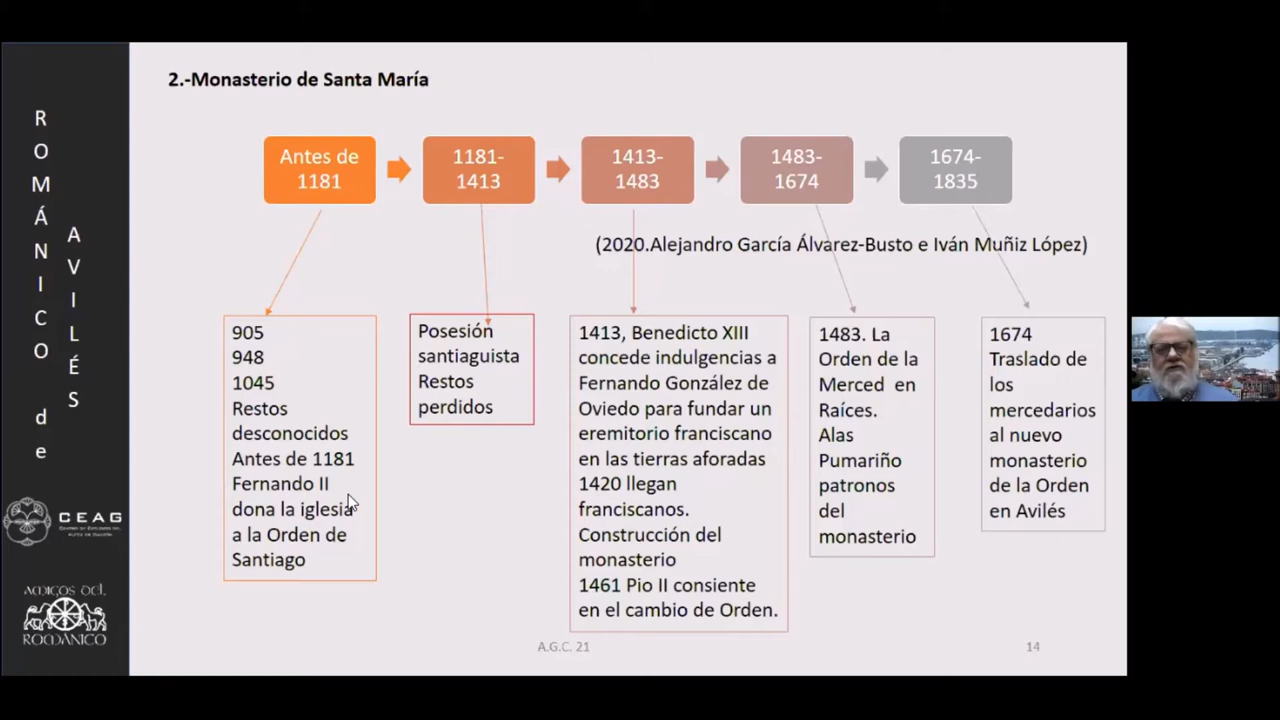 ROMÁNICO de
AVILÉS
2.-Monasterio de Santa María
Antes de
1181
1181-
1413
1413-
1483
1483-
1674
1674-
1835
(2020.Alejandro García Álvarez-Busto e Iván Muñiz López)
905
948
1045
Restos
desconocidos
Antes de 1181
Fernando II
dona la iglesia
a la Orden de
Santiago
Posesión
santiaguista
Restos
perdidos
1413, Benedicto XIII
concede indulgencias a
Fernando González de
Oviedo para fundar un
eremitorio franciscano
en las tierras aforadas
1420 llegan
franciscanos.
Construcción del
monasterio
1461 Pio II consiente
en el cambio de Orden.
1483. La
Orden de la
Merced en
Raíces.
Alas
Pumariño
patronos
del
monasterio
1674
Traslado de
los
mercedarios
al nuevo
monasterio
de la Orden
en Avilés
CEAG
AMIGOS DEL
ROMÁNICO
A.G.C. 21
14